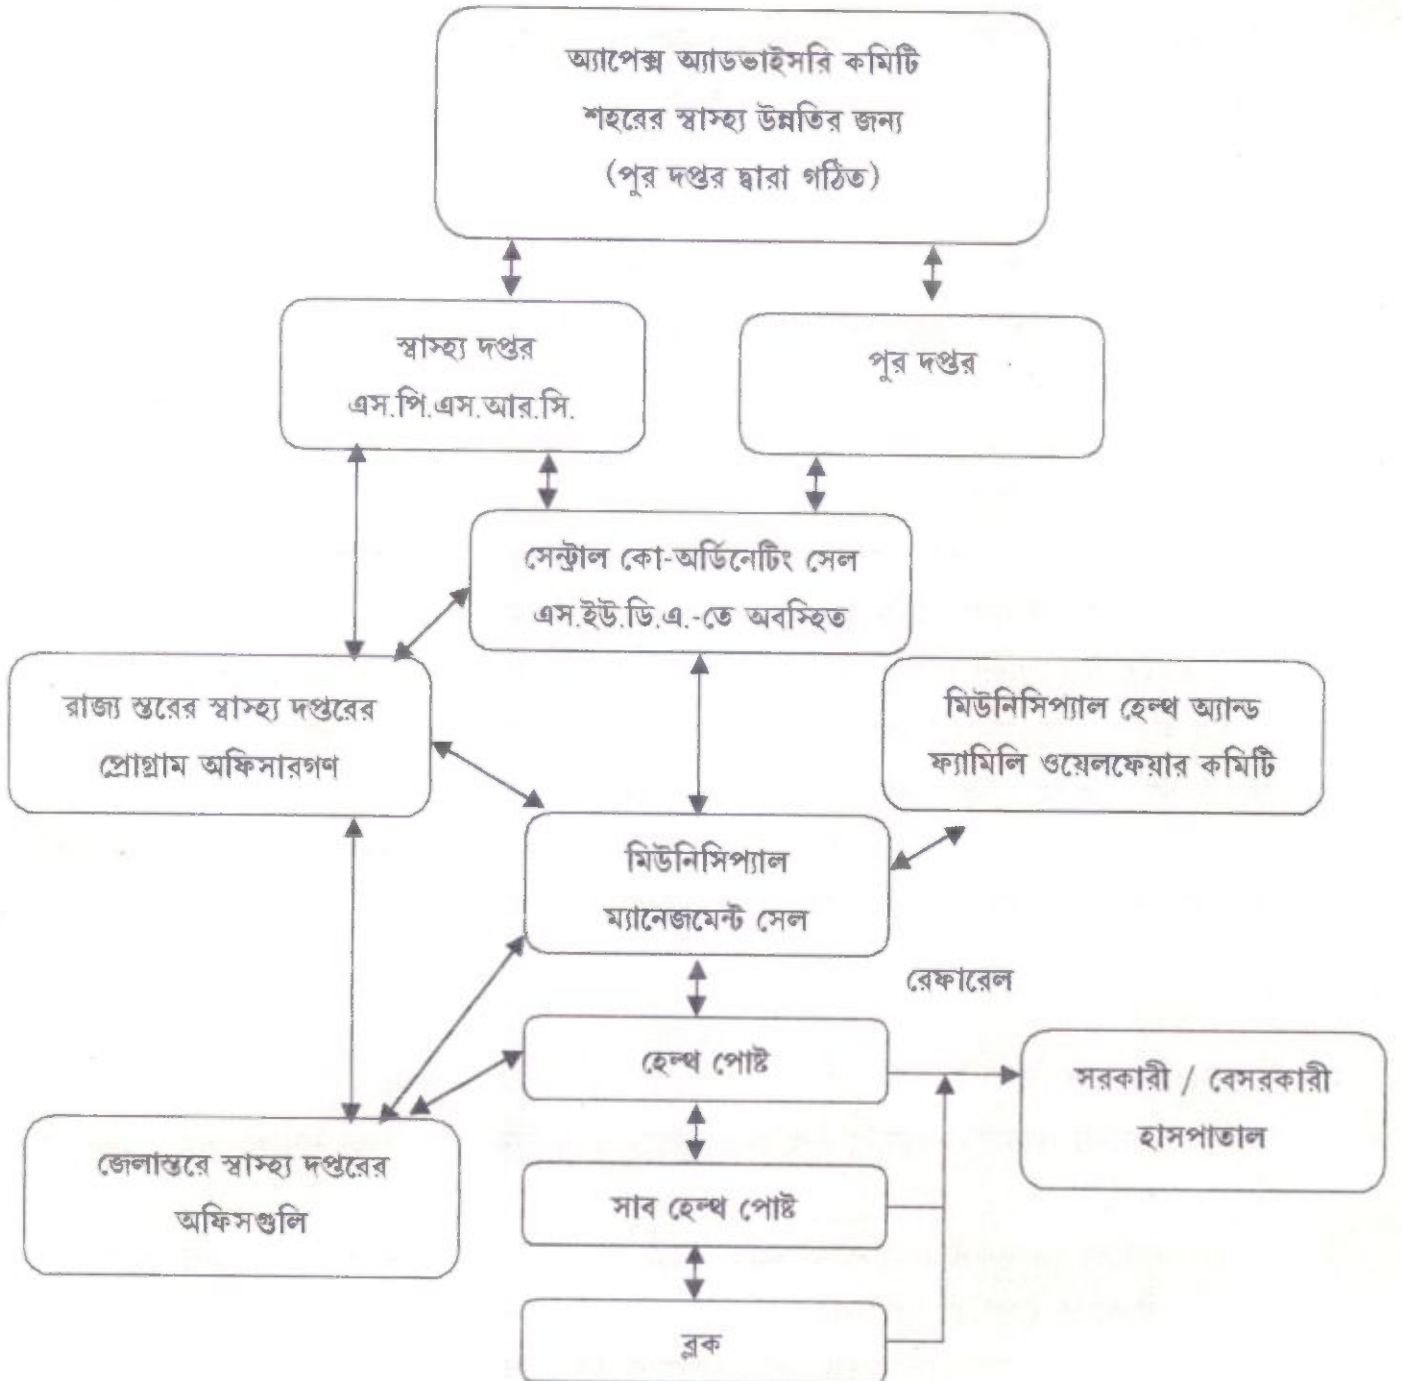 অ্যাপেক্স অ্যাডভাইসরি কমিটি
শহরের স্বাস্হ্য উন্নতির জন্য
(পুর দপ্তর দ্বারা গঠিত)
স্বাস্হ্য দপ্তর
এস.পি.এস.আর.সি.
পুর দপ্তর
সেন্ট্রাল কো-অর্ডিনেটিং সেল
এস.ইউ.ডি.এ.-তে অবস্হিত
রাজ্য স্তরের স্বাস্হ্য দপ্তরের
প্রোগ্রাম অফিসারগণ
মিউনিসিপ্যাল হেল্থ অ্যান্ড
ফ্যামিলি ওয়েলফেয়ার কমিটি
মিউনিসিপ্যাল
ম্যানেজমেন্ট সেল
রেফারেল
হেল্থ পোষ্ট
সরকারী / বেসরকারী
হাসপাতাল
জেলাস্তরে স্বাস্হ্য দপ্তরের
অফিসগুলি
সাব হেল্থ পোষ্ট
ব্লক